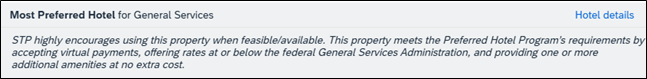 Most Preferred Hotel for General Services Hotel details
STP highly encourages using this property when feasible/available. This property meets the Preferred Hotel Program's requirements by
accepting virtual payments, offering rates at or below the federal General Services Administration, and providing one or more
additional amenities at no extra cost.